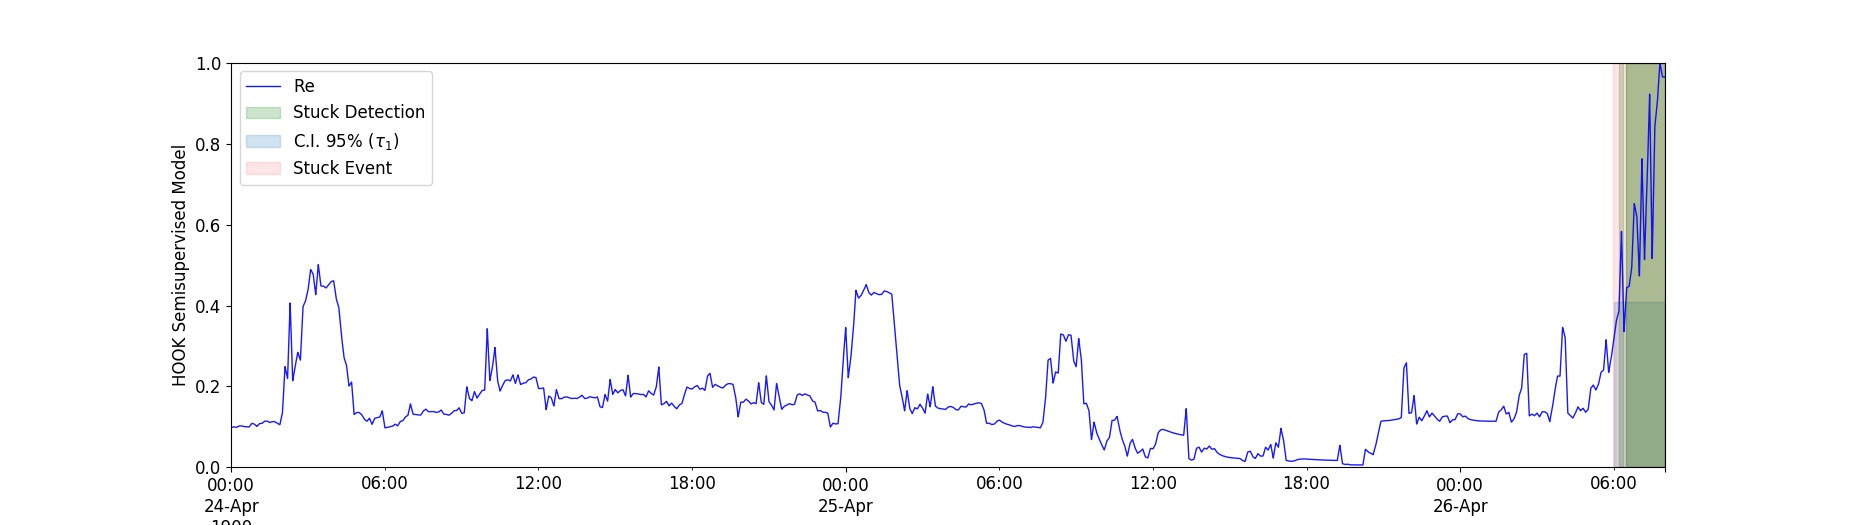 HOOK Semisupervised Model
1.0
0.8
0.6
0.4
0.2
0.0
Re
Stuck Detection
C.I. 95% (τ₁)
Stuck Event
00:00 06:00 12:00 18:00 00:00 06:00 12:00 18:00 00:00 06:00
24-Apr 25-Apr 26-Apr
1900